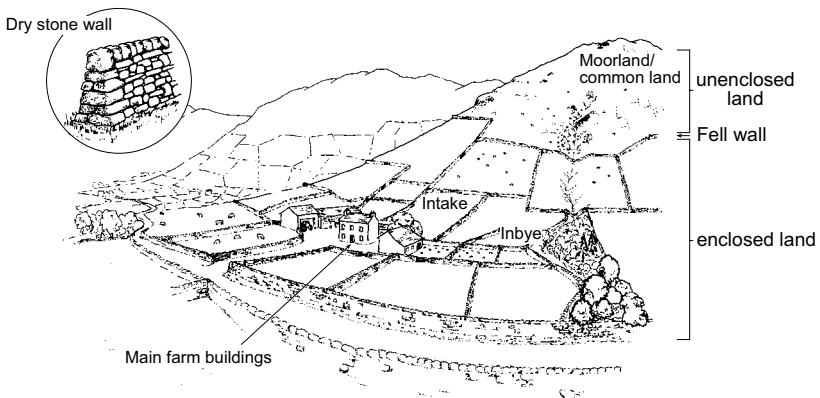 Dry stone wall
Moorland/
common land
unenclosed
land
Fell wall
Intake
Inbye
enclosed land
Main farm buildings